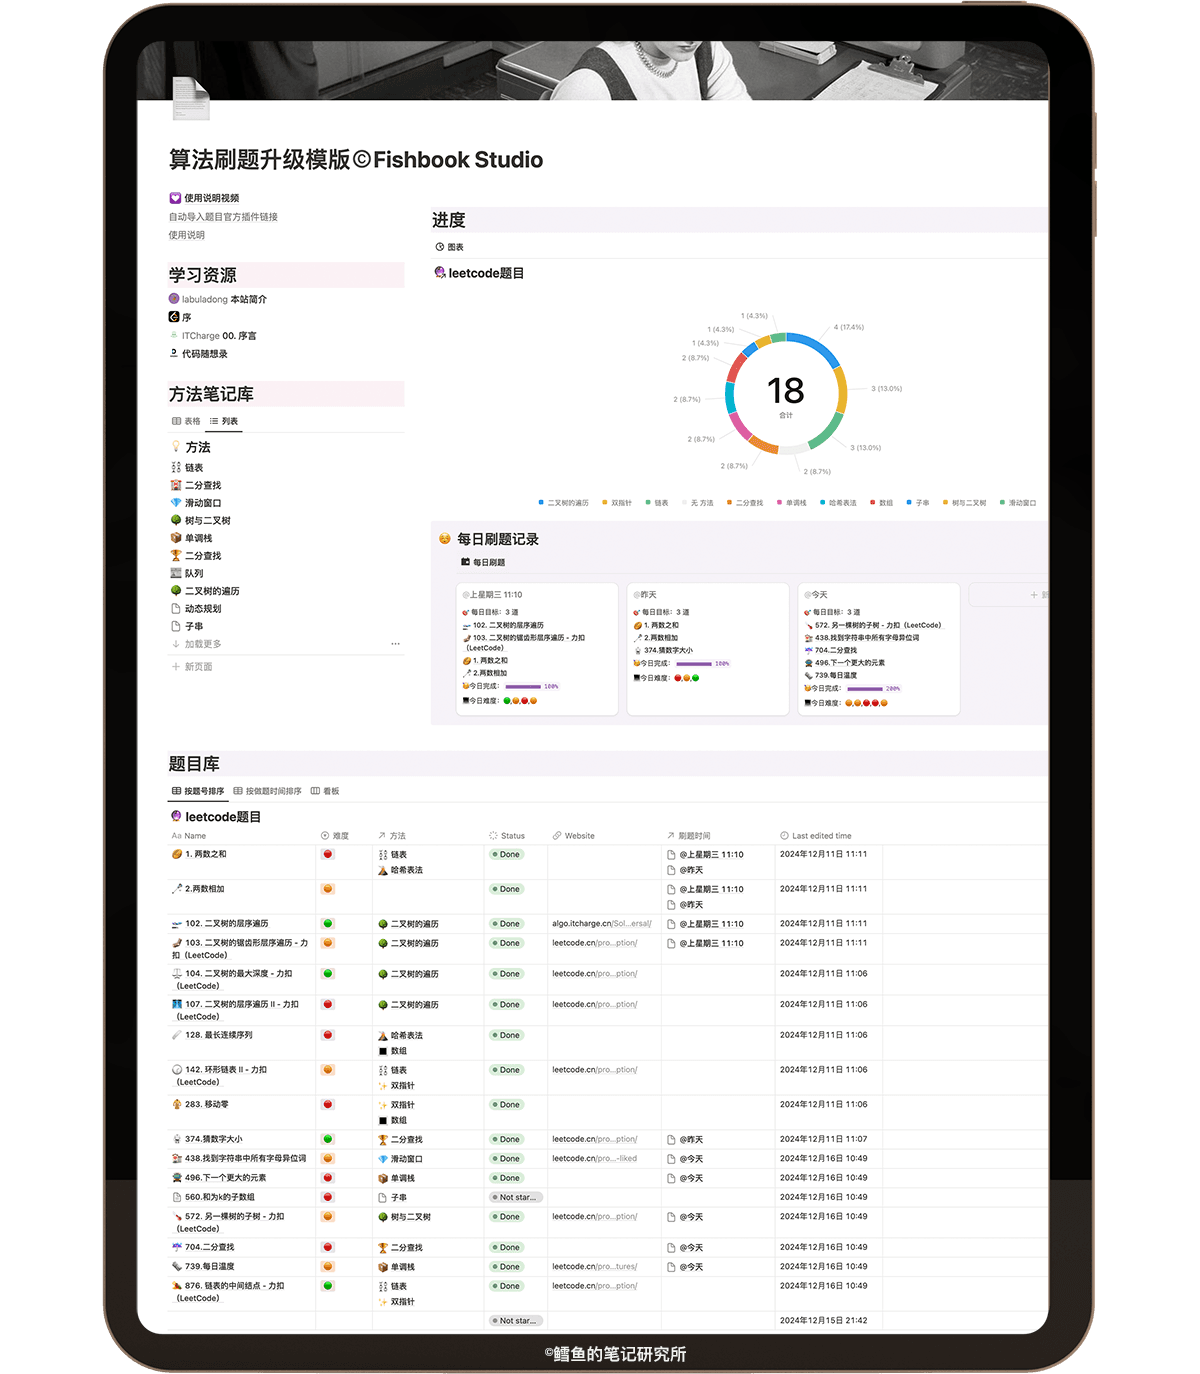 算法刷题升级模版©Fishbook Studio
使用说明视频
自动导入题目官方插件链接
使用说明
学习资源
labuladong 本站简介
序
ITCharge 00. 序言
代码随想录
方法笔记库
表格 列表
方法
链表
二分查找
滑动窗口
树与二叉树
单调栈
二分查找
队列
二叉树的遍历
动态规划
子串
加载更多
新页面
进度
图表
leetcode题目
1 (4.3%)
4 (17.4%)
1 (4.3%)
1 (4.3%)
2 (8.7%)
3 (13.0%)
2 (8.7%)
2 (8.7%)
3 (13.0%)
2 (8.7%)
2 (8.7%)
18
合计
二叉树的遍历 双指针 链表 无 方法 二分查找 单调栈 哈希表法 数组 子串 树与二叉树 滑动窗口
每日刷题记录
每日刷题
@上星期三 11:10
每日目标：3 道
102. 二叉树的层序遍历
103. 二叉树的锯齿形层序遍历 - 力扣
（LeetCode）
1. 两数之和
2.两数相加
今日完成： 100%
今日难度：
@昨天
每日目标：3 道
1. 两数之和
2.两数相加
374.猜数字大小
今日完成： 100%
今日难度：
@今天
每日目标：3 道
572. 另一棵树的子树 - 力扣（LeetCode）
438.找到字符串中所有字母异位词
704.二分查找
496.下一个更大的元素
739.每日温度
今日完成： 200%
今日难度：
题目库
按题号排序 按做题时间排序 看板
leetcode题目
Aa Name 难度 方法 Status Website 刷题时间 Last edited time
1. 两数之和 链表 Done @上星期三 11:10 2024年12月11日 11:11
哈希表法 @昨天
2.两数相加 Done @上星期三 11:10 2024年12月11日 11:11
@昨天
102. 二叉树的层序遍历 二叉树的遍历 Done algo.itcharge.cn/Sol...ersal/ @上星期三 11:10 2024年12月11日 11:11
103. 二叉树的锯齿形层序遍历 - 力 二叉树的遍历 Done leetcode.cn/pro...ption/ @上星期三 11:10 2024年12月11日 11:11
扣（LeetCode）
104. 二叉树的最大深度 - 力扣 二叉树的遍历 Done leetcode.cn/pro...ption/ 2024年12月11日 11:06
（LeetCode）
107. 二叉树的层序遍历 II - 力扣 二叉树的遍历 Done leetcode.cn/pro...ption/ 2024年12月11日 11:06
（LeetCode）
128. 最长连续序列 哈希表法 Done 2024年12月11日 11:06
数组
142. 环形链表 II - 力扣 链表 Done leetcode.cn/pro...ption/ 2024年12月11日 11:06
（LeetCode） 双指针
283. 移动零 双指针 Done 2024年12月11日 11:06
数组
374.猜数字大小 二分查找 Done leetcode.cn/pro...ption/ @昨天 2024年12月11日 11:07
438.找到字符串中所有字母异位词 滑动窗口 Done leetcode.cn/pro...-liked @今天 2024年12月16日 10:49
496.下一个更大的元素 单调栈 Done @今天 2024年12月16日 10:49
560.和为k的子数组 子串 Not star... 2024年12月16日 10:49
572. 另一棵树的子树 - 力扣 树与二叉树 Done leetcode.cn/pro...ption/ @今天 2024年12月16日 10:49
（LeetCode）
704.二分查找 二分查找 Done @今天 2024年12月16日 10:49
739.每日温度 单调栈 Done leetcode.cn/pro...tures/ @今天 2024年12月16日 10:49
876. 链表的中间结点 - 力扣 链表 Done leetcode.cn/pro...ption/ 2024年12月16日 10:49
（LeetCode） 双指针
Not star... 2024年12月15日 21:42
©鳕鱼的笔记研究所